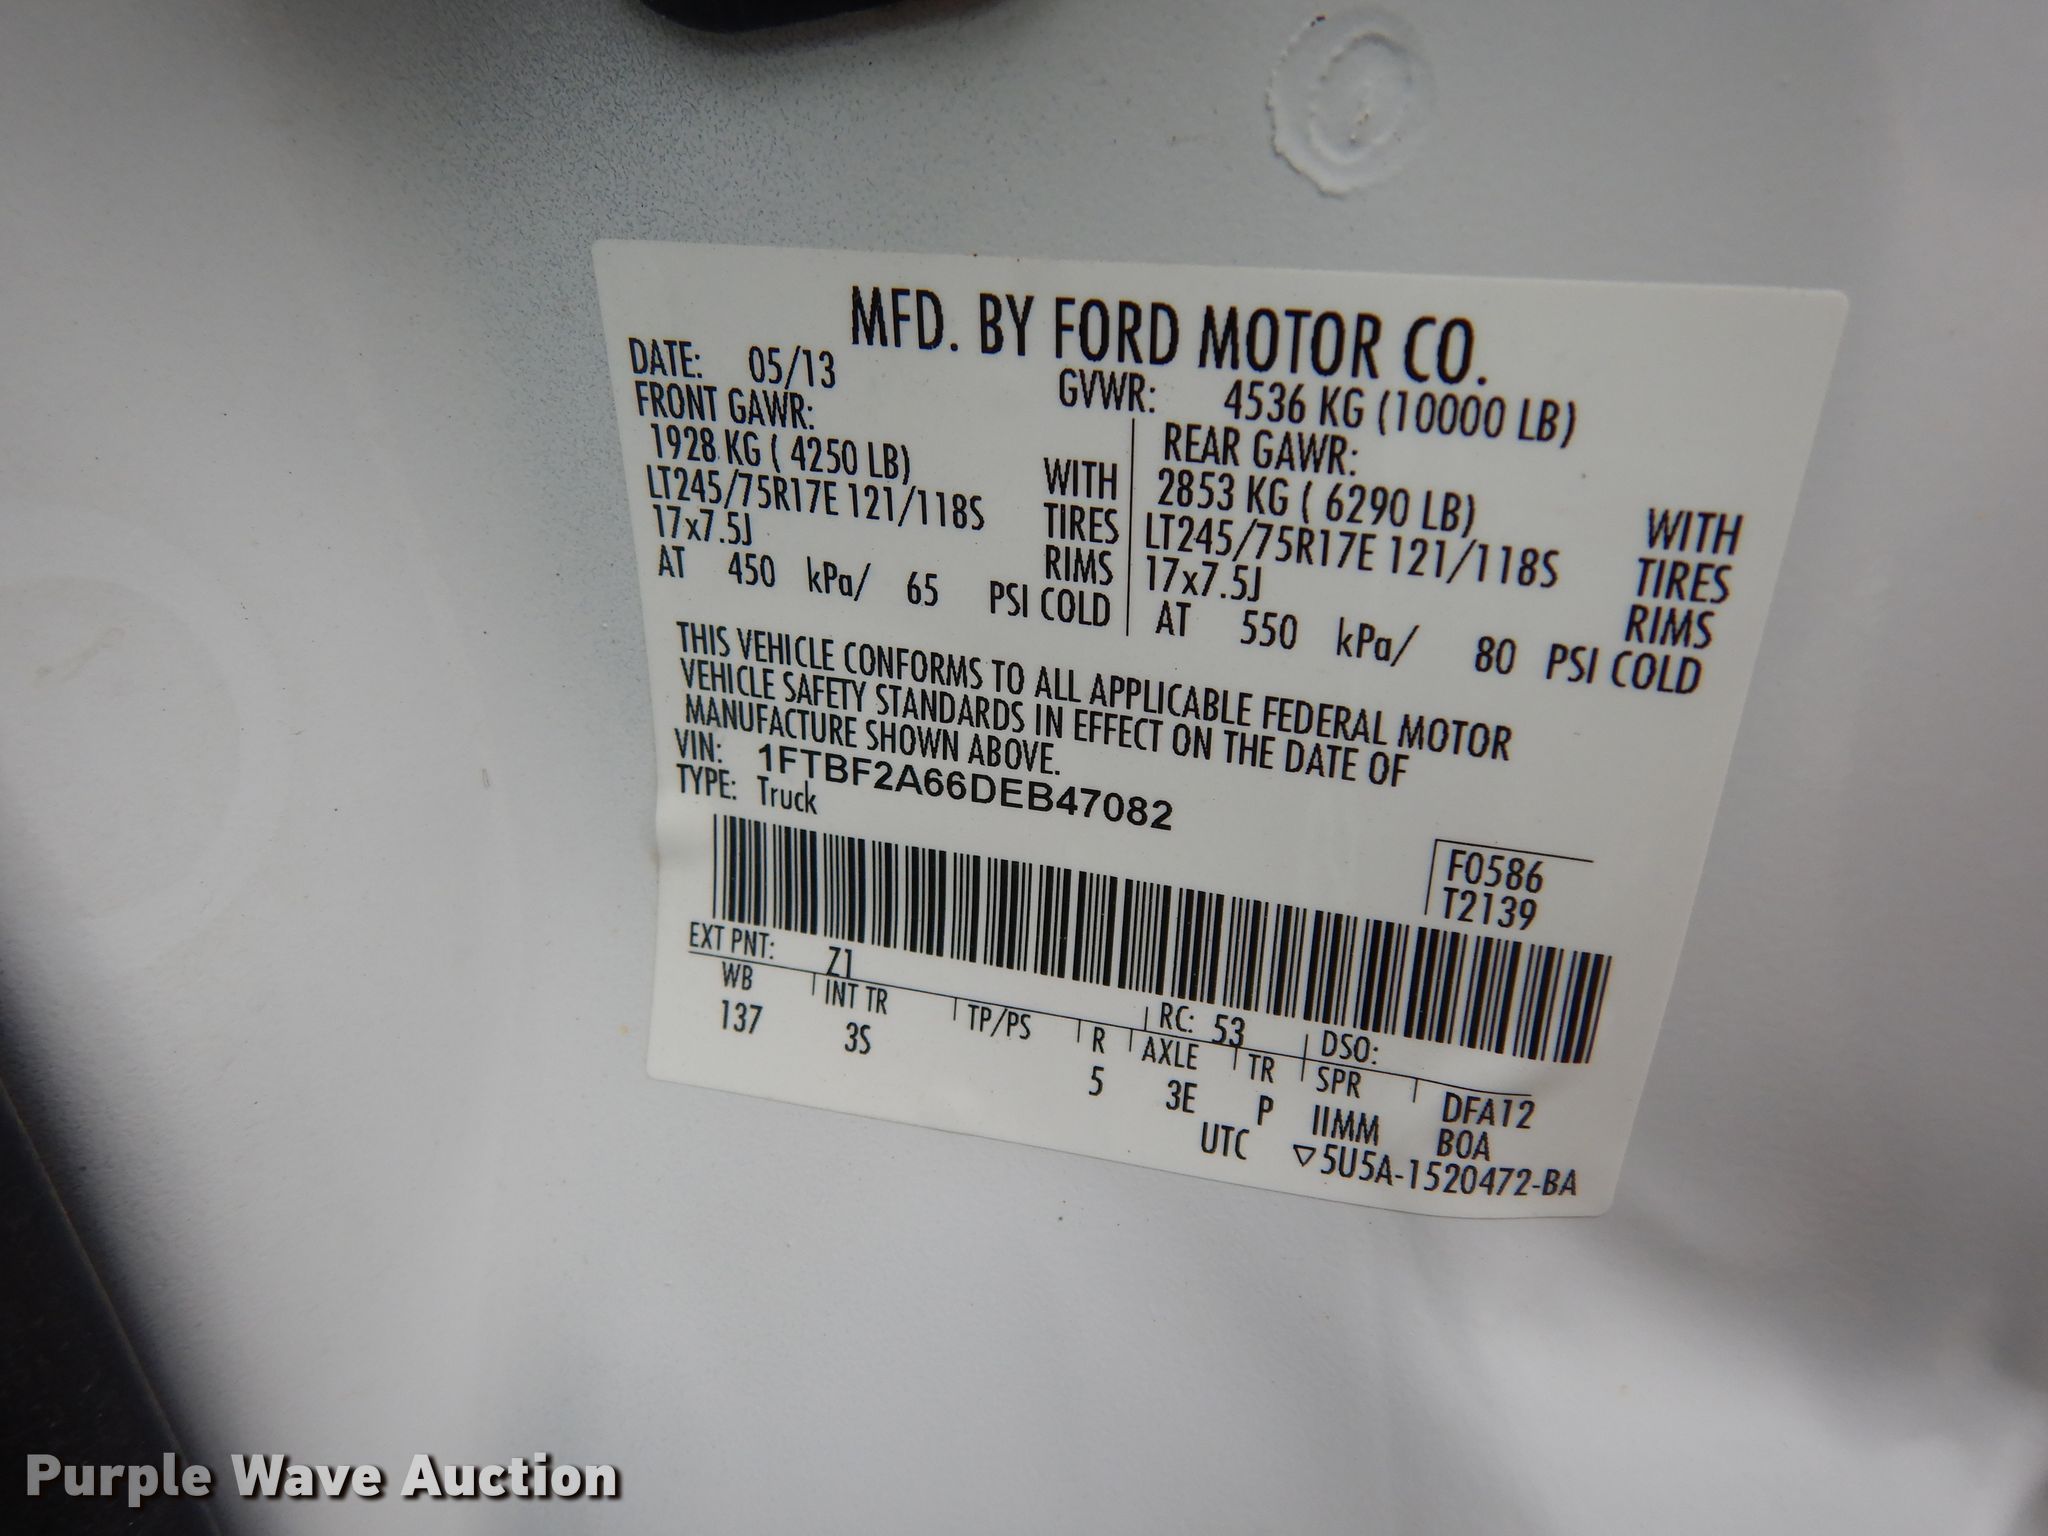 MFD. BY FORD MOTOR CO.
DATE: 05/13 GVWR: 4536 KG (10000 LB)
FRONT GAWR: REAR GAWR:
1928 KG ( 4250 LB) WITH 2853 KG ( 6290 LB) WITH
LT245/75R17E 121/118S TIRES LT245/75R17E 121/118S TIRES
17x7.5J RIMS 17x7.5J RIMS
AT 450 kPa/ 65 PSI COLD AT 550 kPa/ 80 PSI COLD
THIS VEHICLE CONFORMS TO ALL APPLICABLE FEDERAL MOTOR
VEHICLE SAFETY STANDARDS IN EFFECT ON THE DATE OF
MANUFACTURE SHOWN ABOVE.
VIN: 1FTBF2A66DEB47082
TYPE: Truck
F0586
T2139
EXT PNT: Z1 RC: 53 DSO:
WB INT TR TP/PS R AXLE TR SPR
137 3S 5 3E P IIMM DFA12
BOA
UTC ▽5U5A-1520472-BA
Purple Wave Auction